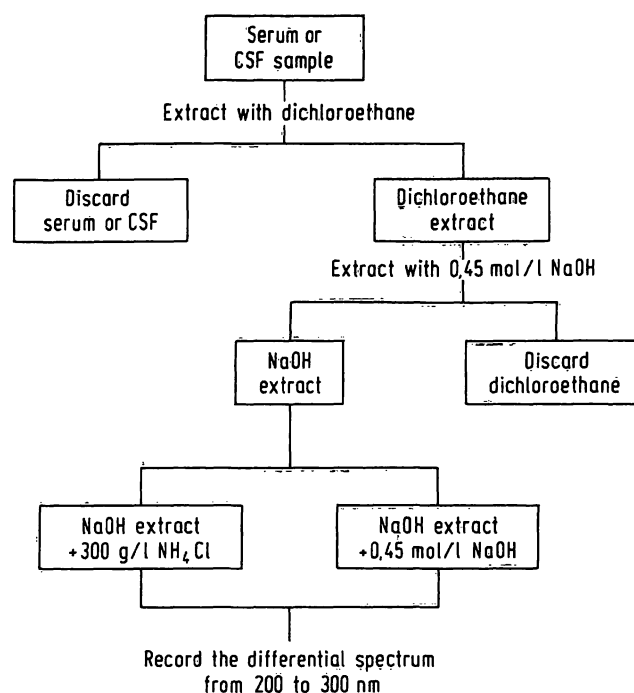 Serum or
CSF sample
Extract with dichloroethane
Discard
serum or CSF
Dichloroethane
extract
Extract with 0,45 mol/l NaOH
NaOH
extract
Discard
dichloroethane
NaOH extract
+300 g/l NH₄Cl
NaOH extract
+0,45 mol/l NaOH
Record the differential spectrum
from 200 to 300 nm